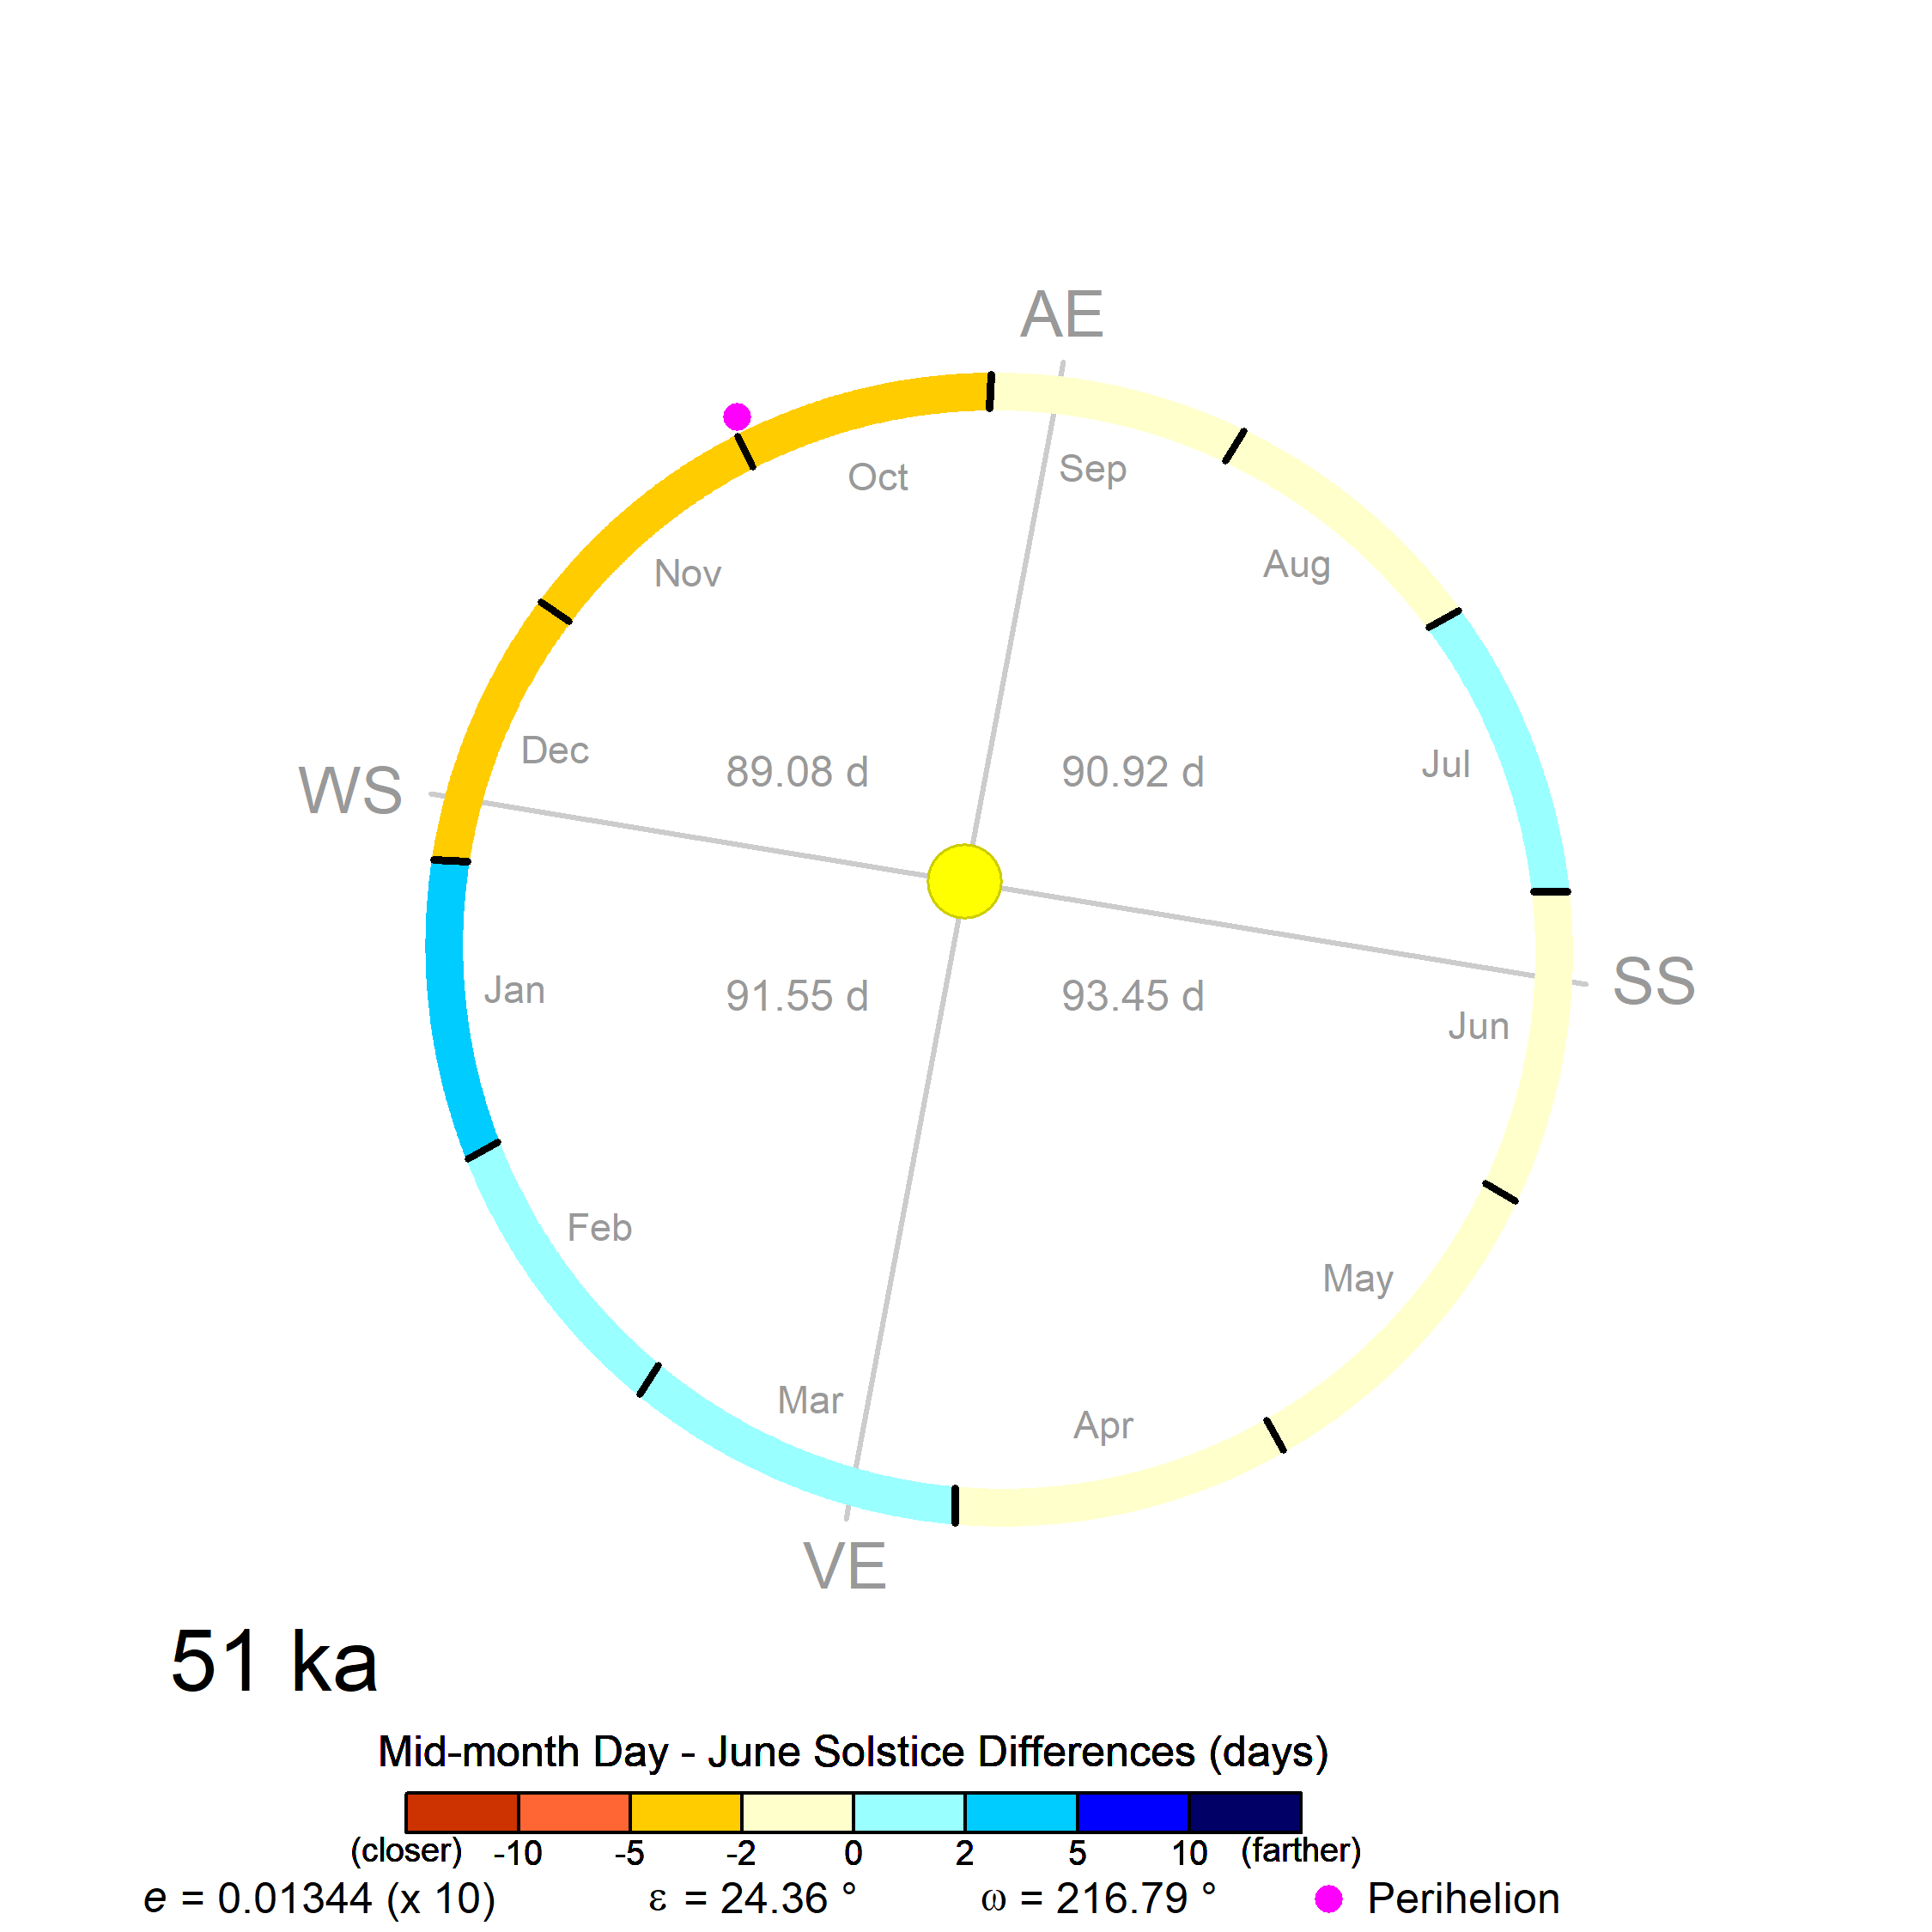 AE
Oct
Sep
Nov
Aug
Dec
Jul
WS
89.08 d
90.92 d
SS
Jan
91.55 d
93.45 d
Jun
Feb
May
Mar
Apr
VE
51 ka
Mid-month Day - June Solstice Differences (days)
(closer) -10 -5 -2 0 2 5 10 (farther)
e = 0.01344 (x 10) ε = 24.36 ° ω = 216.79 ° Perihelion